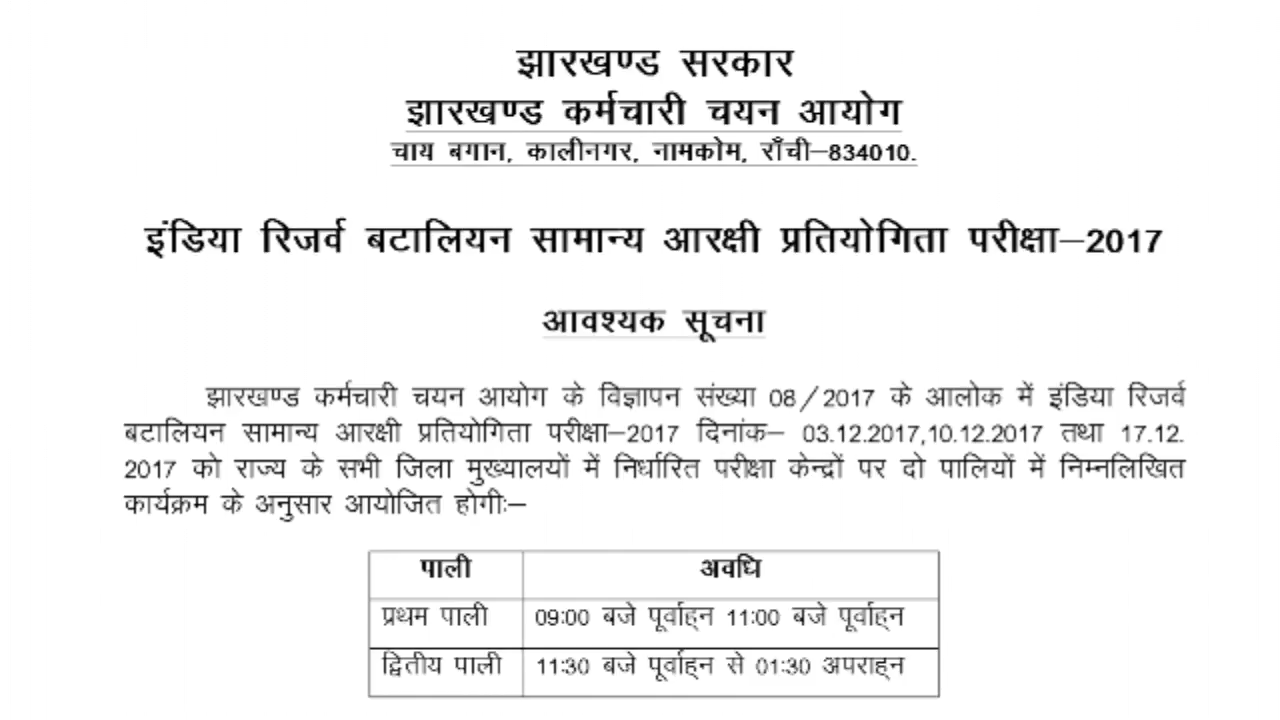 झारखण्ड सरकार
झारखण्ड कर्मचारी चयन आयोग
चाय बगान, कालीनगर, नामकोम, राँची–834010.
इंडिया रिजर्व बटालियन सामान्य आरक्षी प्रतियोगिता परीक्षा–2017
आवश्यक सूचना
झारखण्ड कर्मचारी चयन आयोग के विज्ञापन संख्या 08/2017 के आलोक में इंडिया रिजर्व
बटालियन सामान्य आरक्षी प्रतियोगिता परीक्षा–2017 दिनांक– 03.12.2017,10.12.2017 तथा 17.12.
2017 को राज्य के सभी जिला मुख्यालयों में निर्धारित परीक्षा केन्द्रों पर दो पालियों में निम्नलिखित
कार्यक्रम के अनुसार आयोजित होगीः–
पाली अवधि
प्रथम पाली 09:00 बजे पूर्वाह्न 11:00 बजे पूर्वाह्न
द्वितीय पाली 11:30 बजे पूर्वाह्न से 01:30 अपराह्न